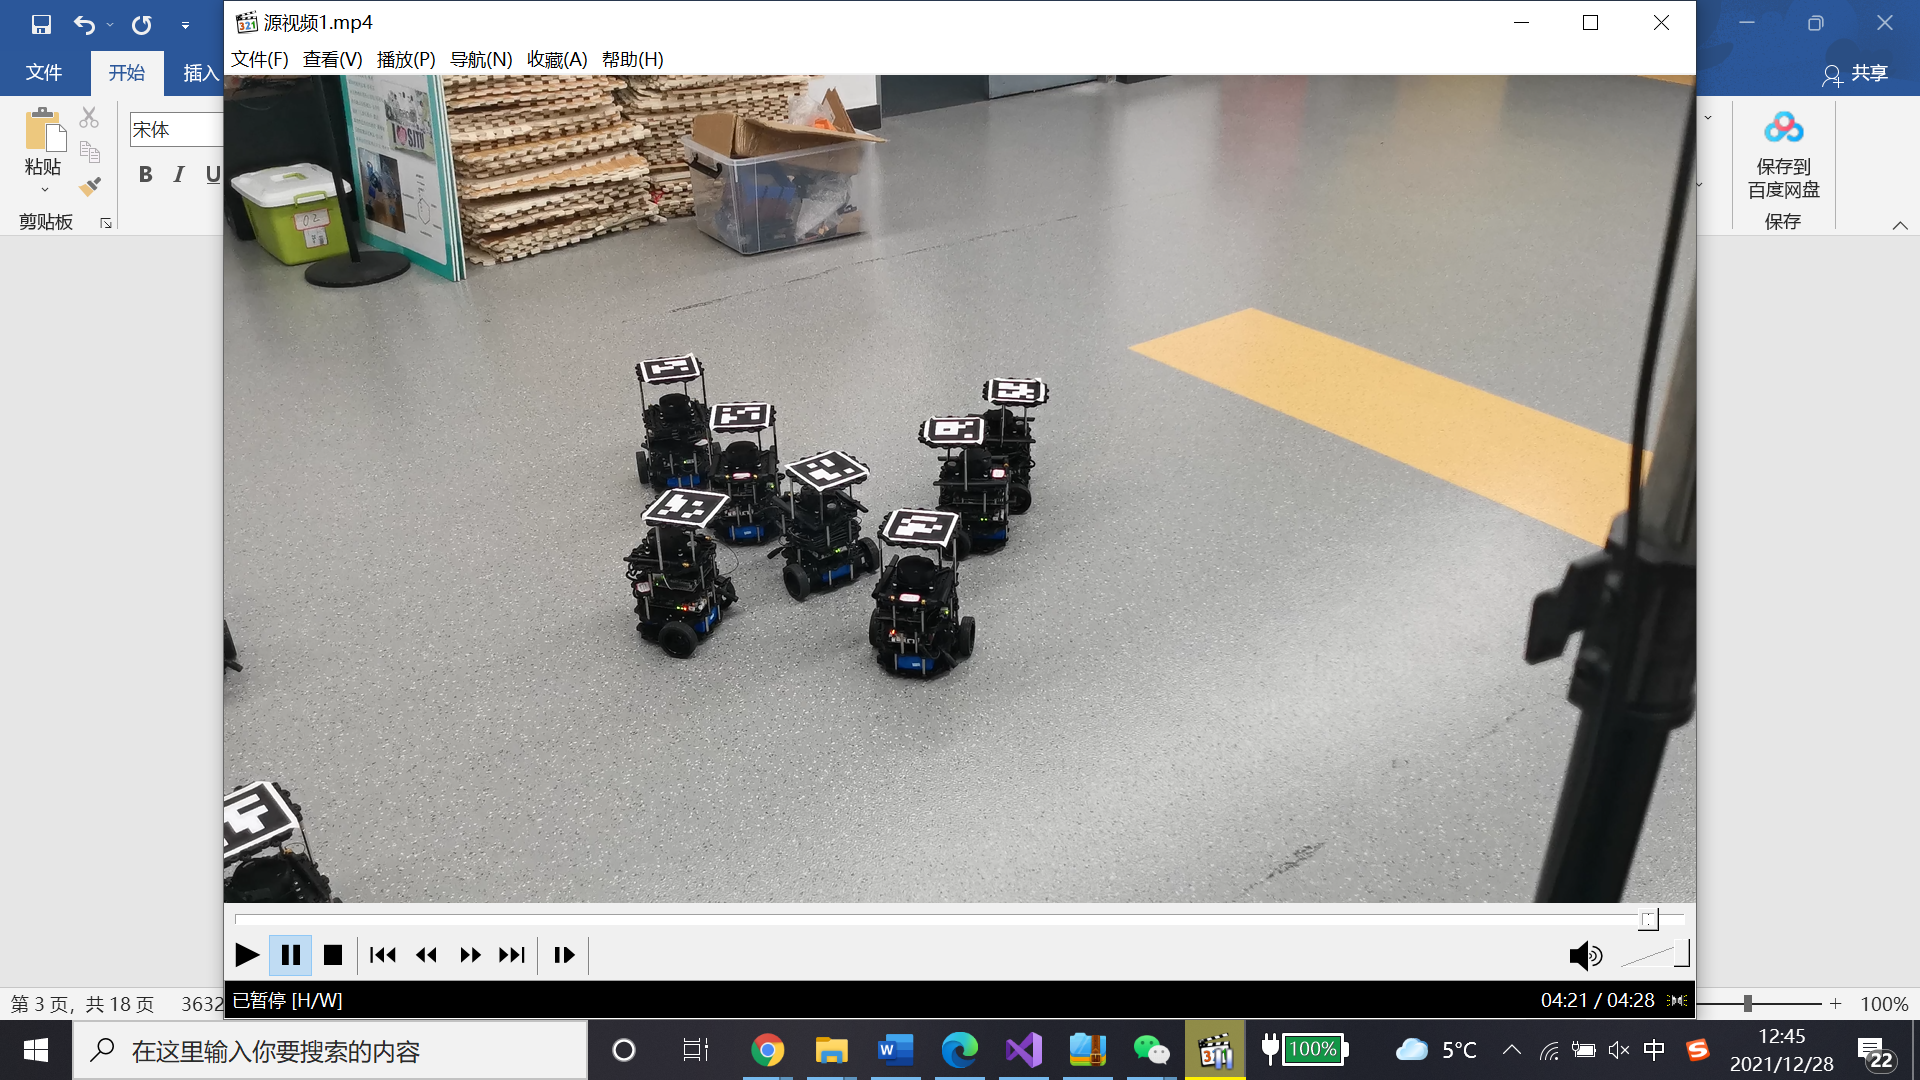 源视频1.mp4
文件(F) 查看(V) 播放(P) 导航(N) 收藏(A) 帮助(H)
文件 开始 插入
共享
宋体
粘贴
B I U
剪贴板
保存到
百度网盘
保存
I ♥ SJTU
02
已暂停 [H/W]
04:21 / 04:28
第 3 页，共 18 页 3632
100%
在这里输入你要搜索的内容
100%
5°C
中
12:45
2021/12/28
22